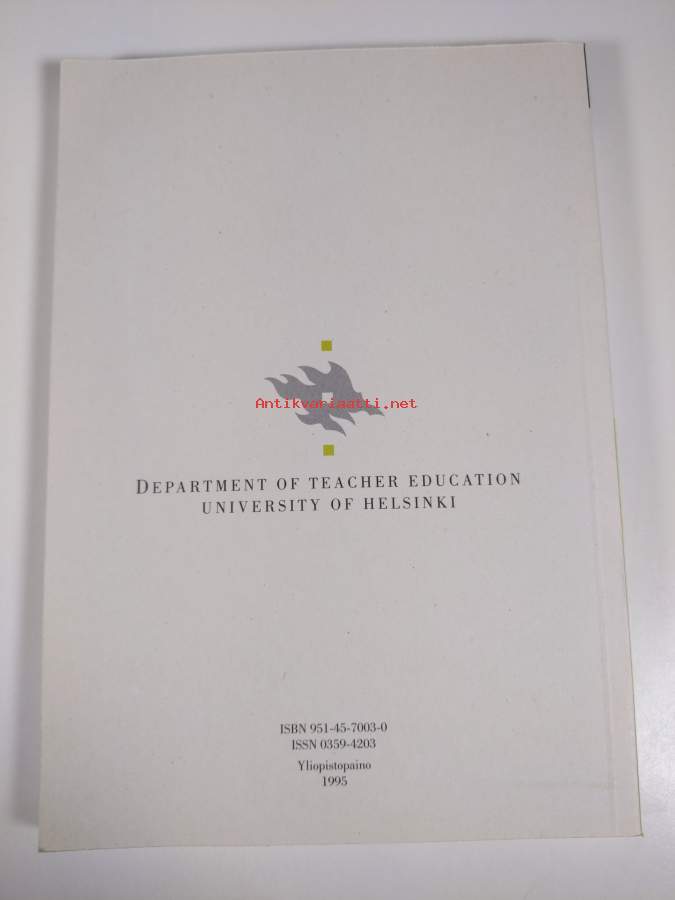 Antikvariaatti.net
DEPARTMENT OF TEACHER EDUCATION
UNIVERSITY OF HELSINKI
ISBN 951-45-7003-0
ISSN 0359-4203
Yliopistopaino
1995